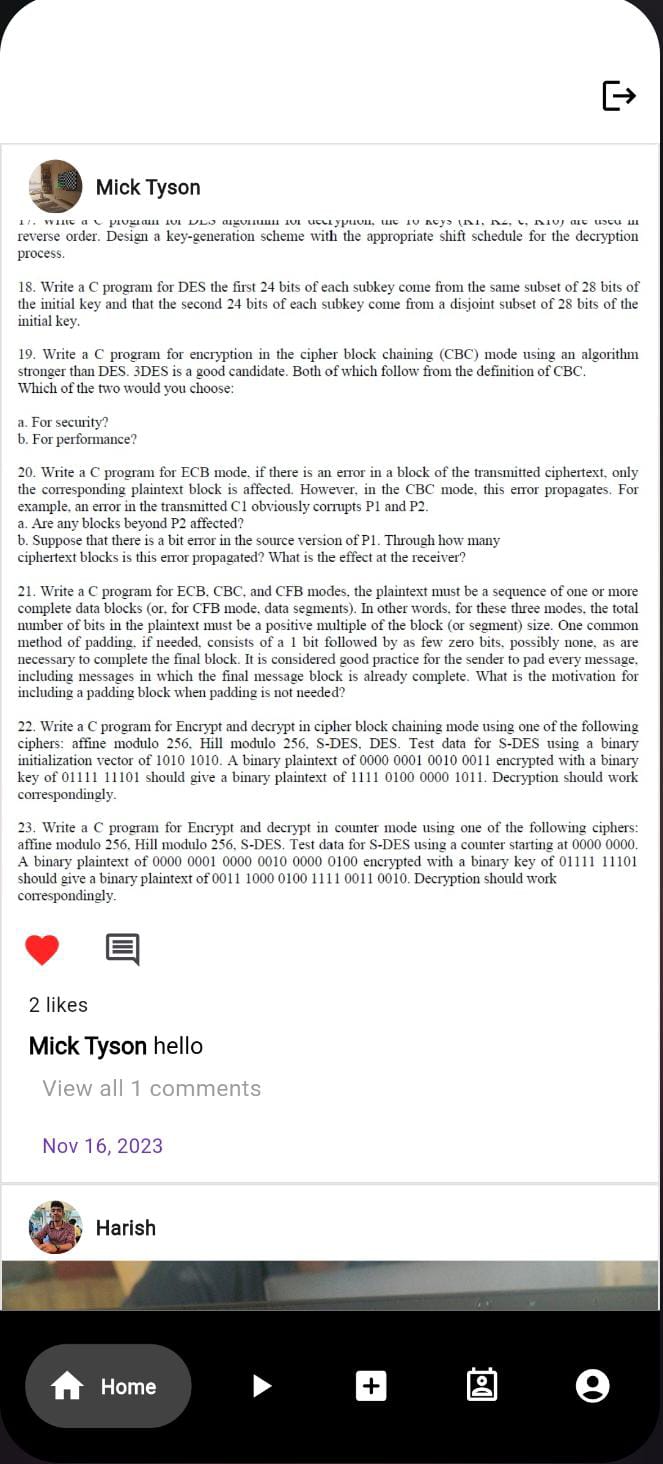 Mick Tyson
17. Write a C program for DES algorithm for decryption, the 16 keys (K1, K2, c, K16) are used in
reverse order. Design a key-generation scheme with the appropriate shift schedule for the decryption
process.
18. Write a C program for DES the first 24 bits of each subkey come from the same subset of 28 bits of
the initial key and that the second 24 bits of each subkey come from a disjoint subset of 28 bits of the
initial key.
19. Write a C program for encryption in the cipher block chaining (CBC) mode using an algorithm
stronger than DES. 3DES is a good candidate. Both of which follow from the definition of CBC.
Which of the two would you choose:
a. For security?
b. For performance?
20. Write a C program for ECB mode, if there is an error in a block of the transmitted ciphertext, only
the corresponding plaintext block is affected. However, in the CBC mode, this error propagates. For
example, an error in the transmitted C1 obviously corrupts P1 and P2.
a. Are any blocks beyond P2 affected?
b. Suppose that there is a bit error in the source version of P1. Through how many
ciphertext blocks is this error propagated? What is the effect at the receiver?
21. Write a C program for ECB, CBC, and CFB modes, the plaintext must be a sequence of one or more
complete data blocks (or, for CFB mode, data segments). In other words, for these three modes, the total
number of bits in the plaintext must be a positive multiple of the block (or segment) size. One common
method of padding, if needed, consists of a 1 bit followed by as few zero bits, possibly none, as are
necessary to complete the final block. It is considered good practice for the sender to pad every message,
including messages in which the final message block is already complete. What is the motivation for
including a padding block when padding is not needed?
22. Write a C program for Encrypt and decrypt in cipher block chaining mode using one of the following
ciphers: affine modulo 256, Hill modulo 256, S-DES, DES. Test data for S-DES using a binary
initialization vector of 1010 1010. A binary plaintext of 0000 0001 0010 0011 encrypted with a binary
key of 01111 11101 should give a binary plaintext of 1111 0100 0000 1011. Decryption should work
correspondingly.
23. Write a C program for Encrypt and decrypt in counter mode using one of the following ciphers:
affine modulo 256, Hill modulo 256, S-DES. Test data for S-DES using a counter starting at 0000 0000.
A binary plaintext of 0000 0001 0000 0010 0000 0100 encrypted with a binary key of 01111 11101
should give a binary plaintext of 0011 1000 0100 1111 0011 0010. Decryption should work
correspondingly.
2 likes
Mick Tyson hello
View all 1 comments
Nov 16, 2023
Harish
Home